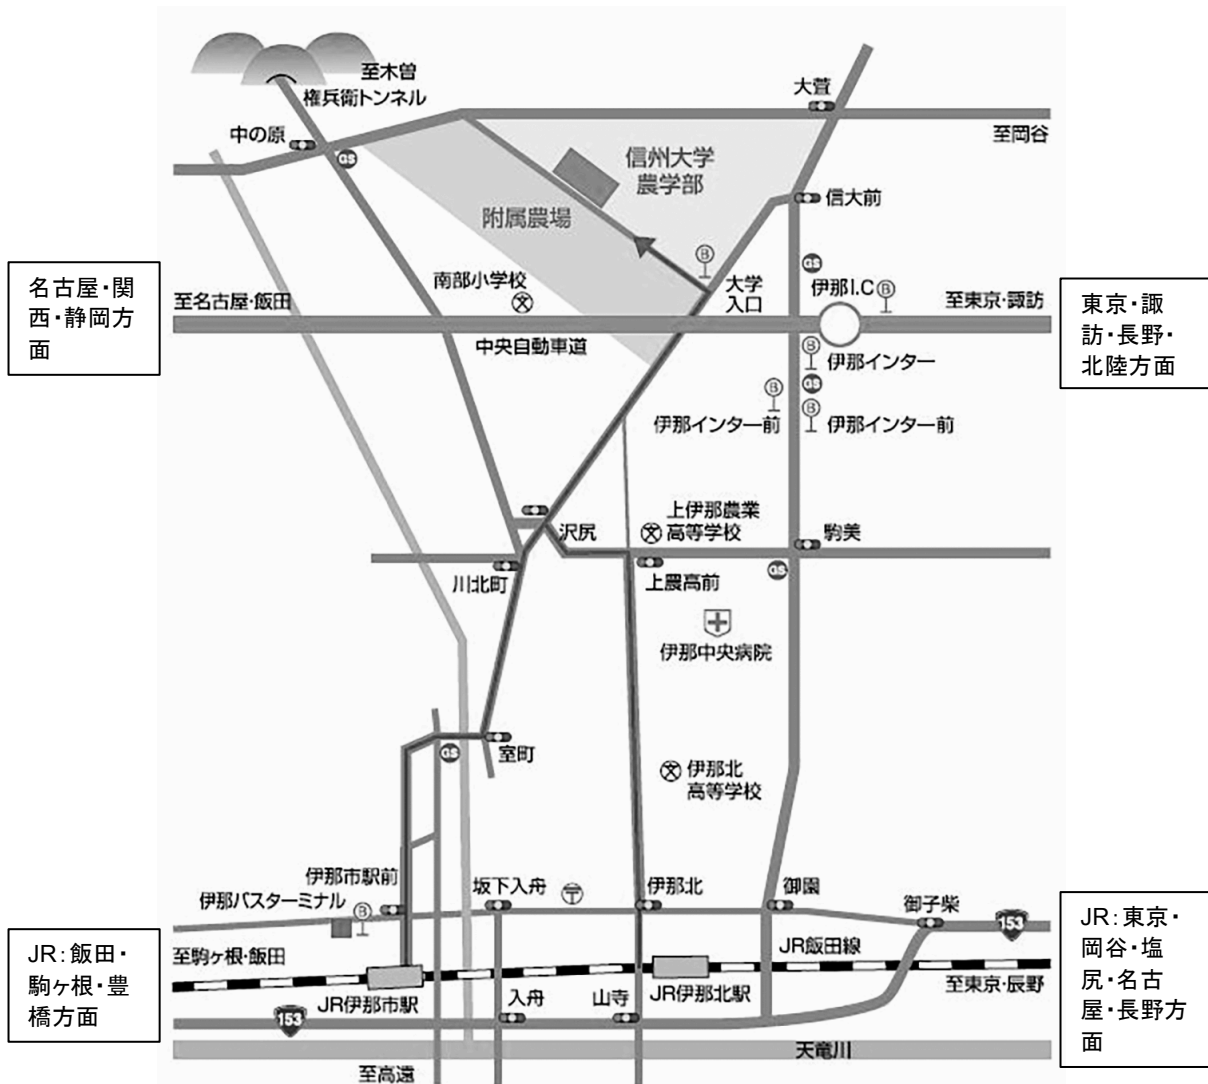 至木曽
権兵衛トンネル
大萱
中の原
至岡谷
GS
信州大学
農学部
信大前
附属農場
B
GS
名古屋・関
西・静岡方
面
南部小学校
文
大学
入口
伊那I.C
B
至名古屋・飯田
至東京・諏訪
東京・諏
訪・長野・
北陸方面
中央自動車道
B
伊那インター
GS
B
B
伊那インター前
伊那インター前
沢尻
上伊那農業
高等学校
文
駒美
川北町
上農高前
GS
伊那中央病院
室町
GS
文
伊那北
高等学校
伊那市駅前
伊那バスターミナル
B
坂下入舟
〒
伊那北
御園
御子柴
153
JR:飯田・
駒ヶ根・豊
橋方面
至駒ヶ根・飯田
JR飯田線
JR伊那市駅
JR伊那北駅
至東京・辰野
JR:東京・
岡谷・塩
尻・名古
屋・長野方
面
153
入舟
山寺
天竜川
至高遠